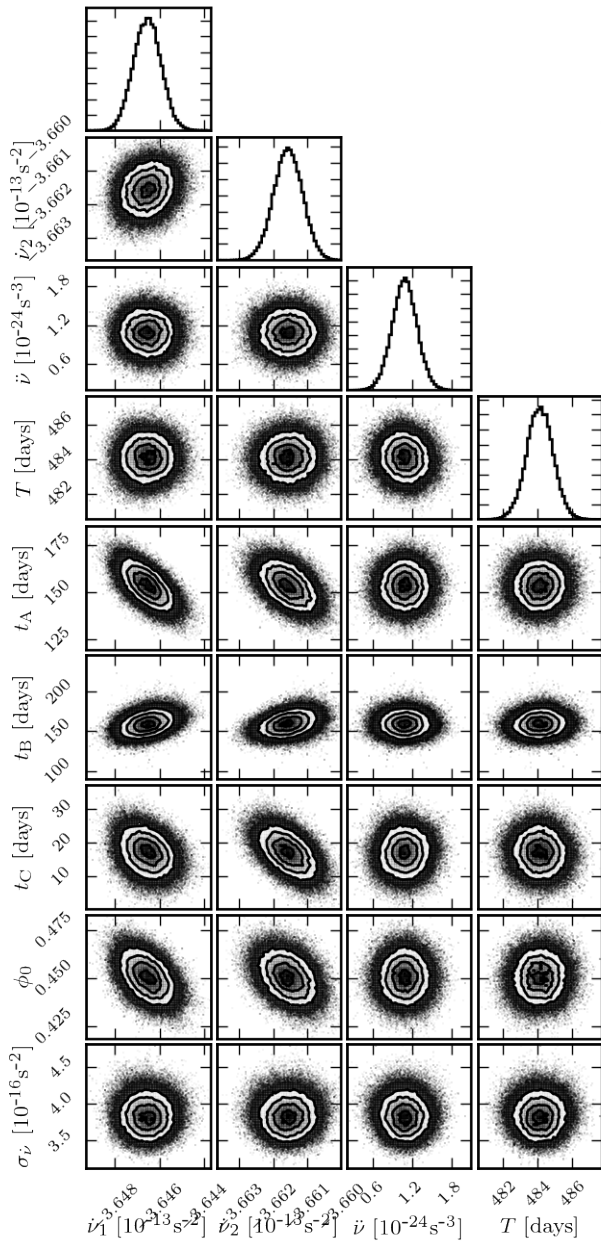 −3.660
−3.661
−3.662
−3.663
ν̇2 [10-13s-2]
1.8
1.2
0.6
ν̈ [10-24s-3]
486
484
482
T [days]
175
150
125
tA [days]
200
150
100
tB [days]
30
20
10
tC [days]
0.475
0.450
0.425
ϕ0
4.5
4.0
3.5
σν̇ [10-16s-2]
−3.648 −3.646 −3.644 −3.663 −3.662 −3.661 −3.660 0.6 1.2 1.8 482 484 486
ν̇1 [10-13s-2] ν̇2 [10-13s-2] ν̈ [10-24s-3] T [days]